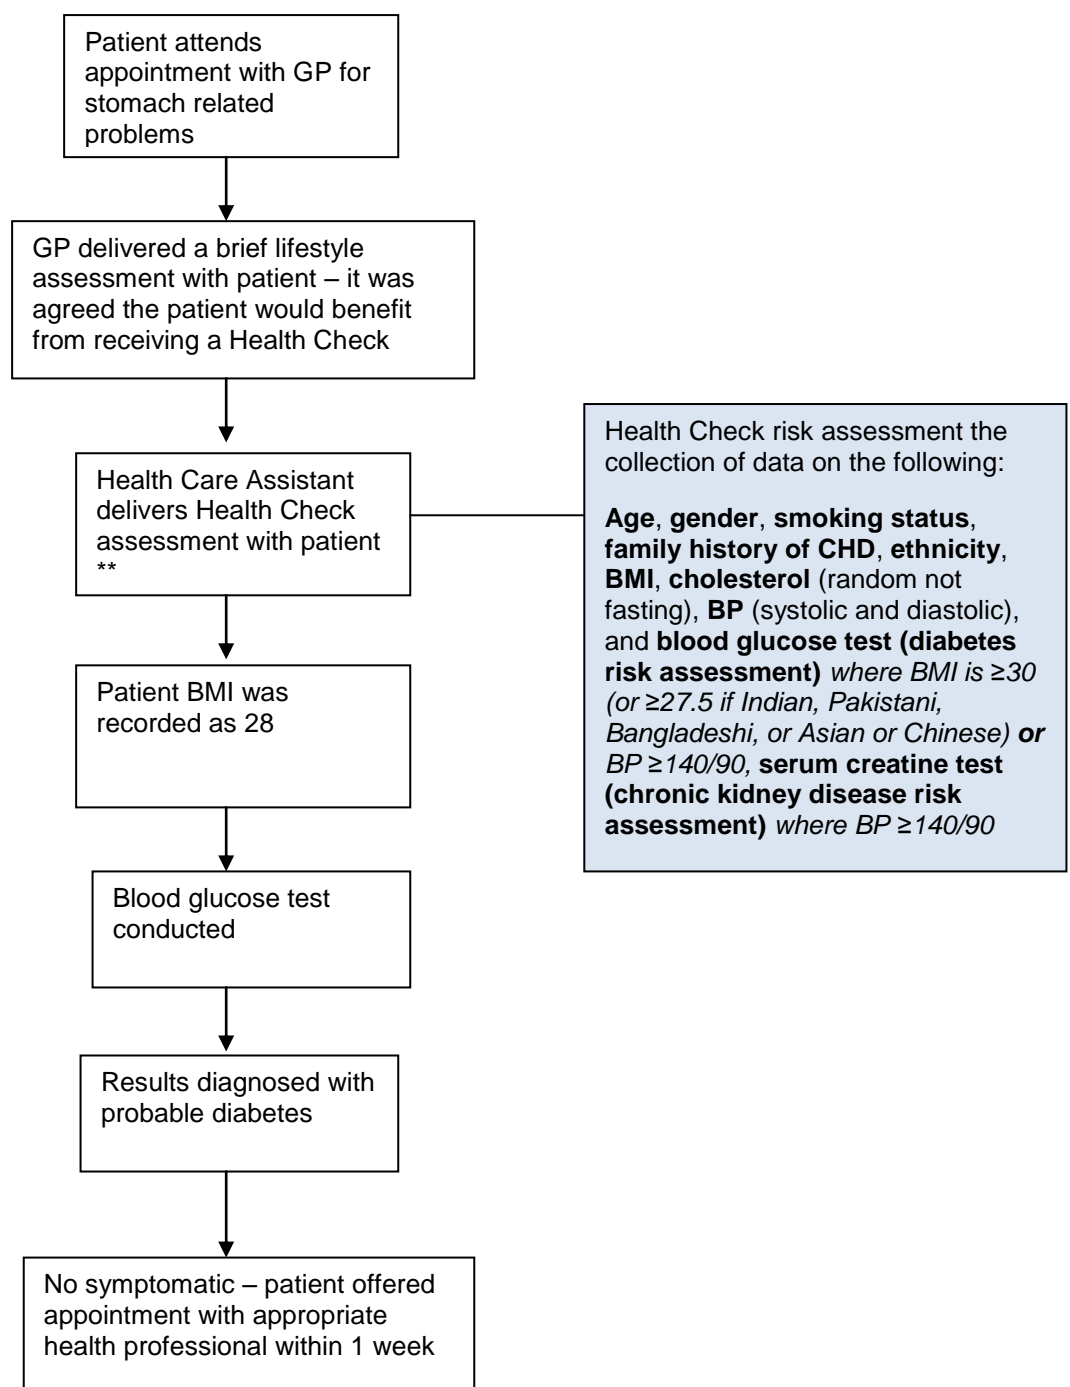 Patient attends
appointment with GP for
stomach related
problems
GP delivered a brief lifestyle
assessment with patient – it was
agreed the patient would benefit
from receiving a Health Check
Health Care Assistant
delivers Health Check
assessment with patient
**
Health Check risk assessment the
collection of data on the following:
Age, gender, smoking status,
family history of CHD, ethnicity,
BMI, cholesterol (random not
fasting), BP (systolic and diastolic),
and blood glucose test (diabetes
risk assessment) where BMI is ≥30
(or ≥27.5 if Indian, Pakistani,
Bangladeshi, or Asian or Chinese) or
BP ≥140/90, serum creatine test
(chronic kidney disease risk
assessment) where BP ≥140/90
Patient BMI was
recorded as 28
Blood glucose test
conducted
Results diagnosed with
probable diabetes
No symptomatic – patient offered
appointment with appropriate
health professional within 1 week